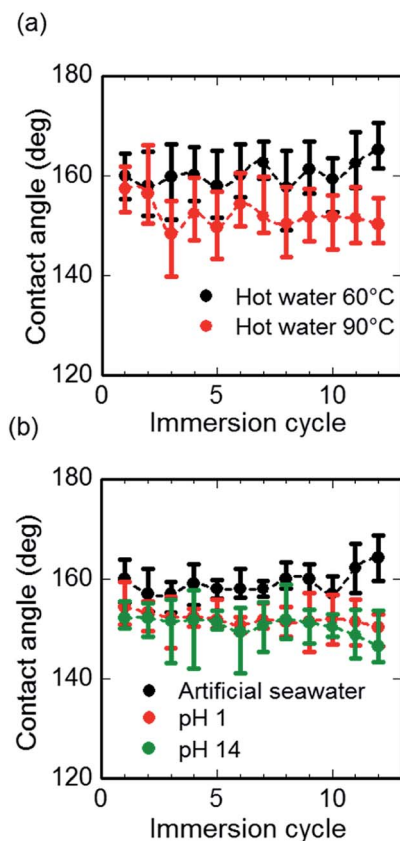 (a)
180
160
140
120
Contact angle (deg)
Hot water 60°C
Hot water 90°C
0 5 10
Immersion cycle
(b)
180
160
140
120
Contact angle (deg)
Artificial seawater
pH 1
pH 14
0 5 10
Immersion cycle